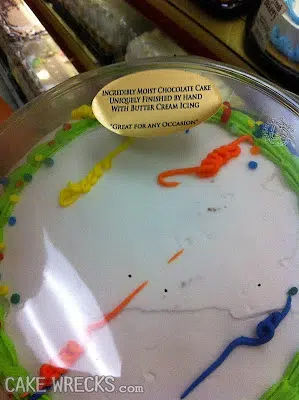 Incredibly Moist Chocolate Cake
Uniquely Finished by Hand
With Butter Cream Icing
"Great for any Occasion"
CAKE WRECKS.com